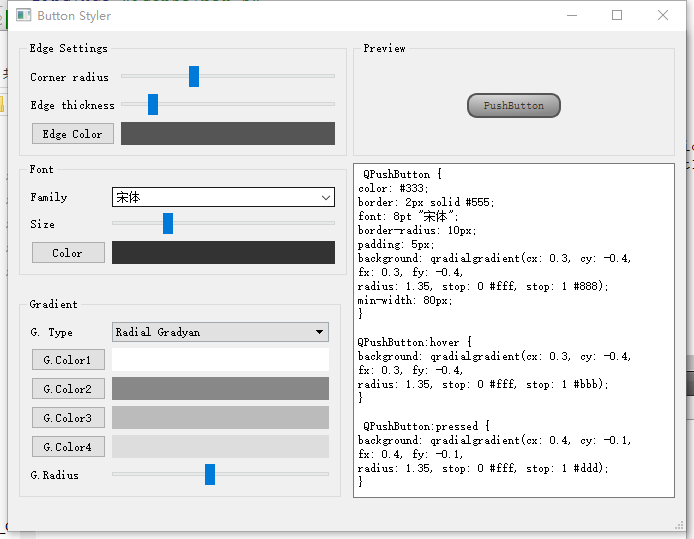 Button Styler
Edge Settings
Corner radius
Edge thickness
Edge Color
Font
Family
宋体
Size
Color
Gradient
G. Type
Radial Gradyan
G.Color1
G.Color2
G.Color3
G.Color4
G.Radius
Preview
PushButton
QPushButton {
color: #333;
border: 2px solid #555;
font: 8pt "宋体";
border-radius: 10px;
padding: 5px;
background: qradialgradient(cx: 0.3, cy: -0.4,
fx: 0.3, fy: -0.4,
radius: 1.35, stop: 0 #fff, stop: 1 #888);
min-width: 80px;
}
QPushButton:hover {
background: qradialgradient(cx: 0.3, cy: -0.4,
fx: 0.3, fy: -0.4,
radius: 1.35, stop: 0 #fff, stop: 1 #bbb);
}
QPushButton:pressed {
background: qradialgradient(cx: 0.4, cy: -0.1,
fx: 0.4, fy: -0.1,
radius: 1.35, stop: 0 #fff, stop: 1 #ddd);
}